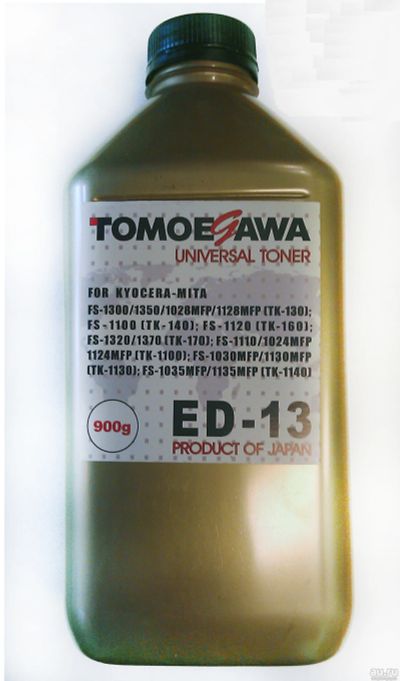 TOMOEGAWA
UNIVERSAL TONER
FOR KYOCERA-MITA
FS-1300/1350/1028MFP/1128MFP (TK-130);
FS-1100 (TK-140); FS-1120 (TK-160);
FS-1320/1370 (TK-170); FS-1110/1024MFP
1124MFP (TK-1100); FS-1030MFP/1130MFP
(TK-1130); FS-1035MFP/1135MFP (TK-1140)
900g
ED-13
PRODUCT OF JAPAN
au.ru